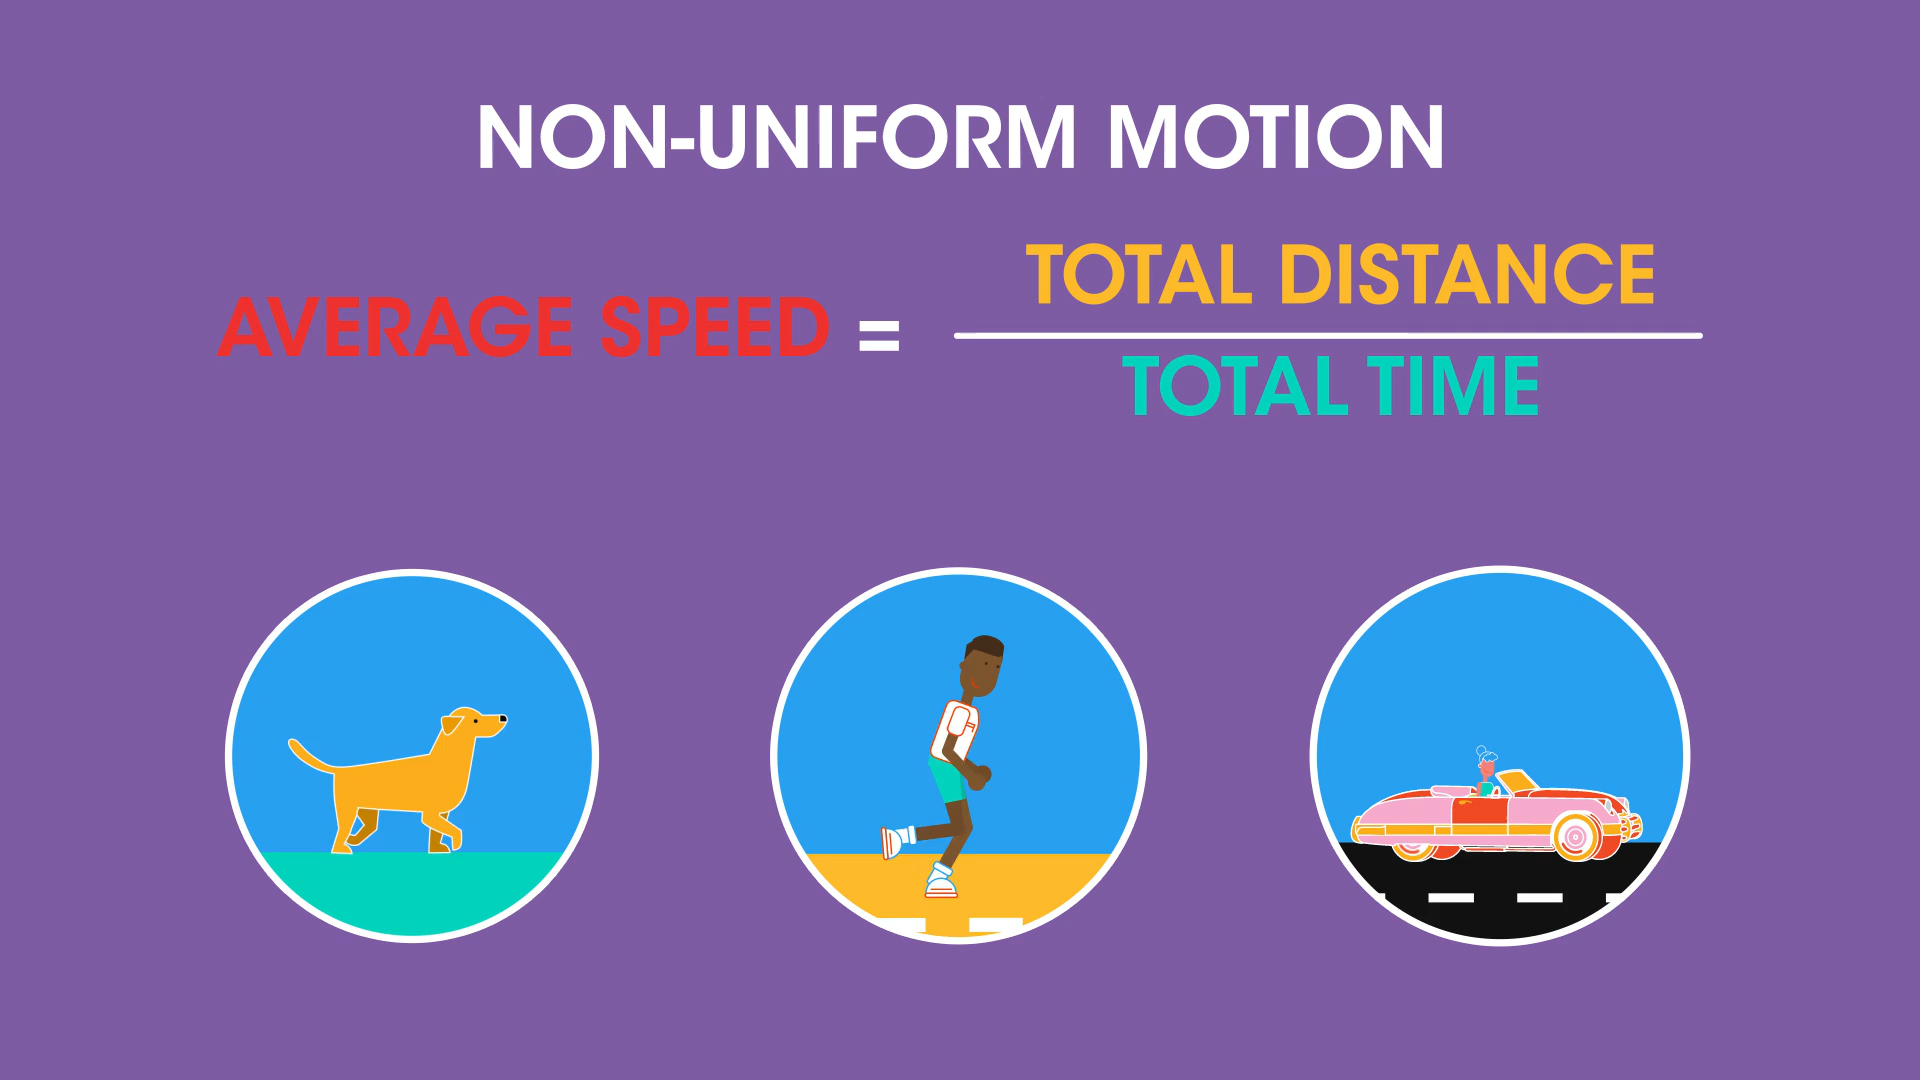 NON-UNIFORM MOTION
AVERAGE SPEED =
TOTAL DISTANCE
TOTAL TIME